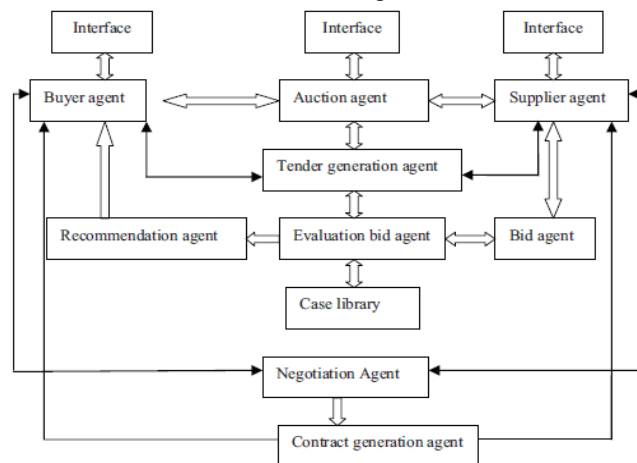 Interface
Interface
Interface
Buyer agent
Auction agent
Supplier agent
Tender generation agent
Recommendation agent
Evaluation bid agent
Bid agent
Case library
Negotiation Agent
Contract generation agent